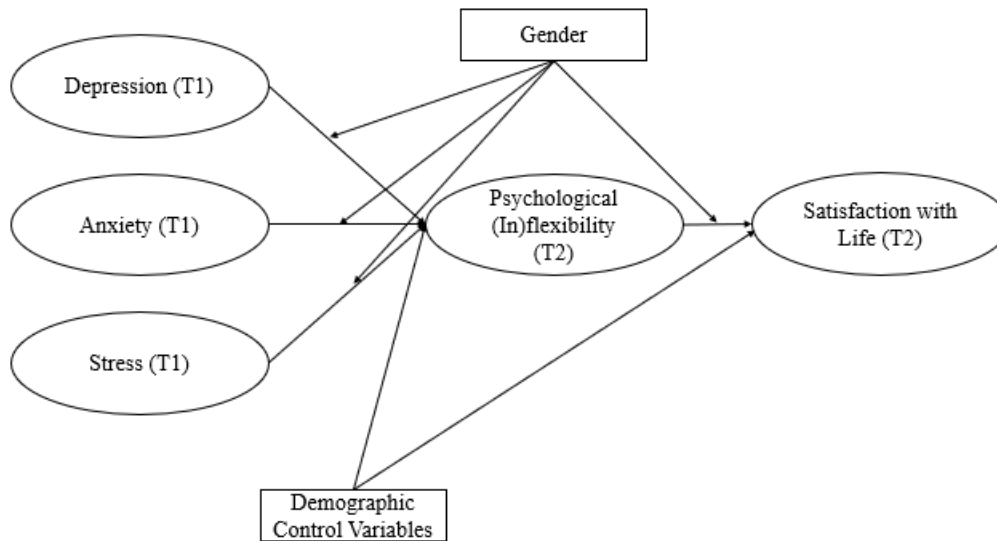 Gender
Depression (T1)
Anxiety (T1)
Psychological
(In)flexibility
(T2)
Satisfaction with
Life (T2)
Stress (T1)
Demographic
Control Variables